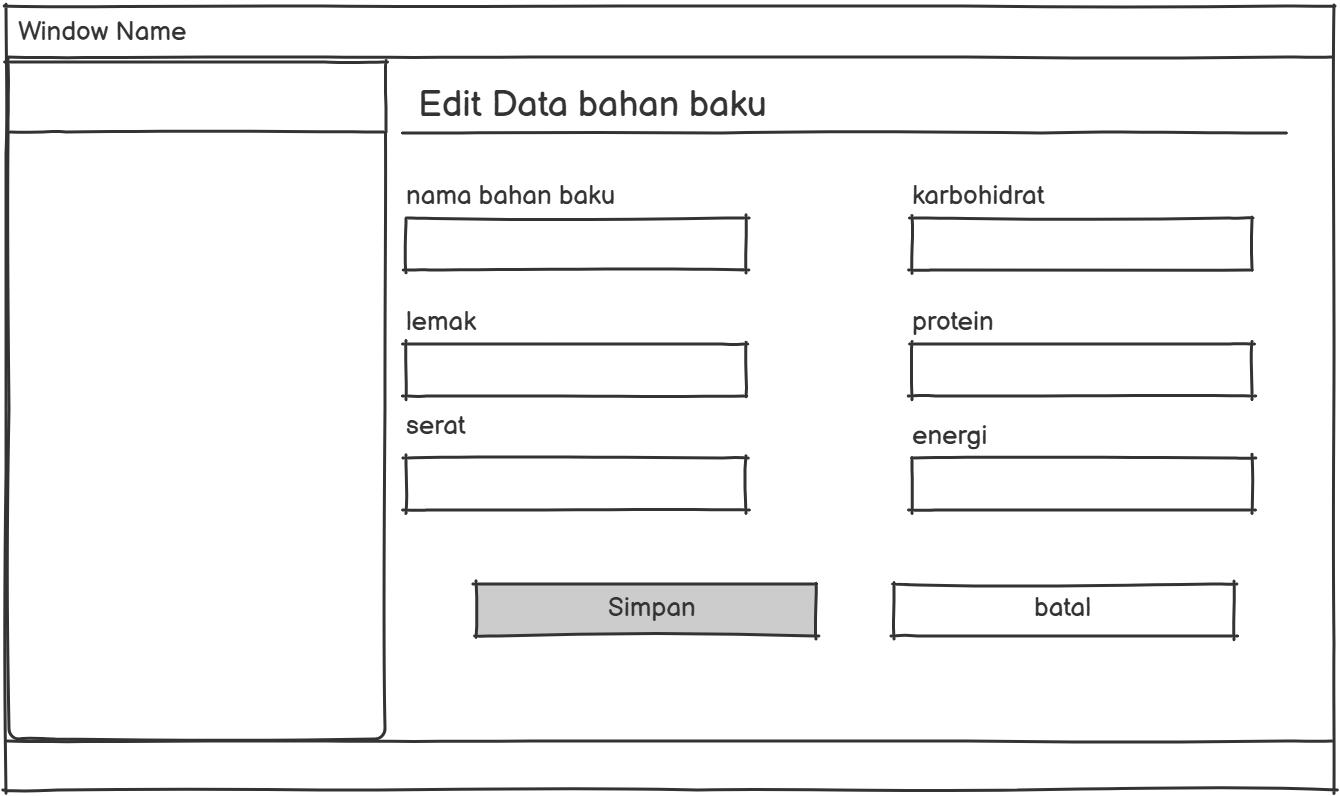 Window Name
Edit Data bahan baku
nama bahan baku
karbohidrat
lemak
protein
serat
energi
Simpan
batal